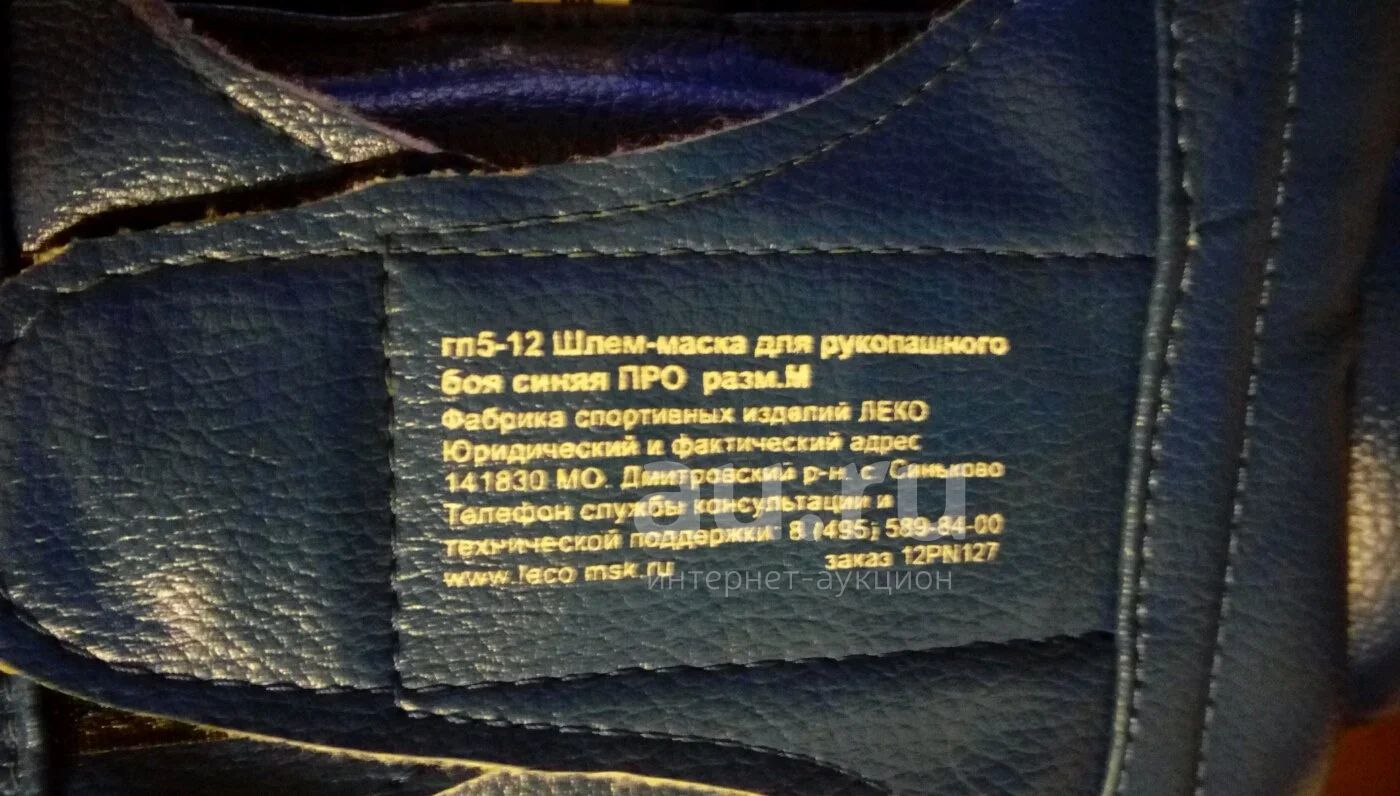 гп5-12 Шлем-маска для рукопашного
боя синяя ПРО разм.М
Фабрика спортивных изделий ЛЕКО
Юридический и фактический адрес
141830 МО. Дмитровский р-н с. Синьково
Телефон службы консультации и
технической поддержки 8 (495) 589-84-00
www.leco msk.ru заказ 12PN127
au.ru
интернет-аукцион